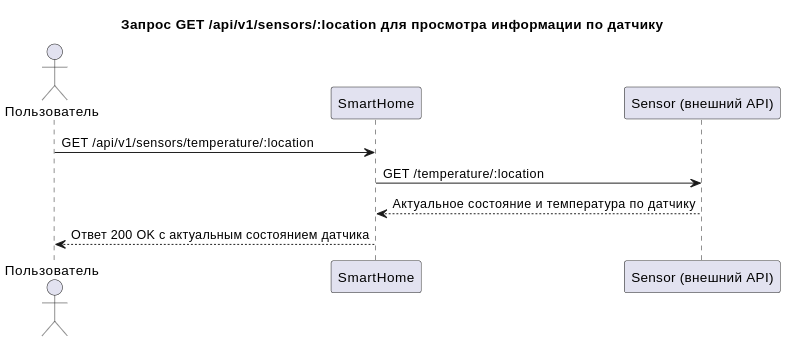 Запрос GET /api/v1/sensors/:location для просмотра информации по датчику
Пользователь
SmartHome
Sensor (внешний API)
GET /api/v1/sensors/temperature/:location
GET /temperature/:location
Актуальное состояние и температура по датчику
Ответ 200 OK с актуальным состоянием датчика
Пользователь
SmartHome
Sensor (внешний API)